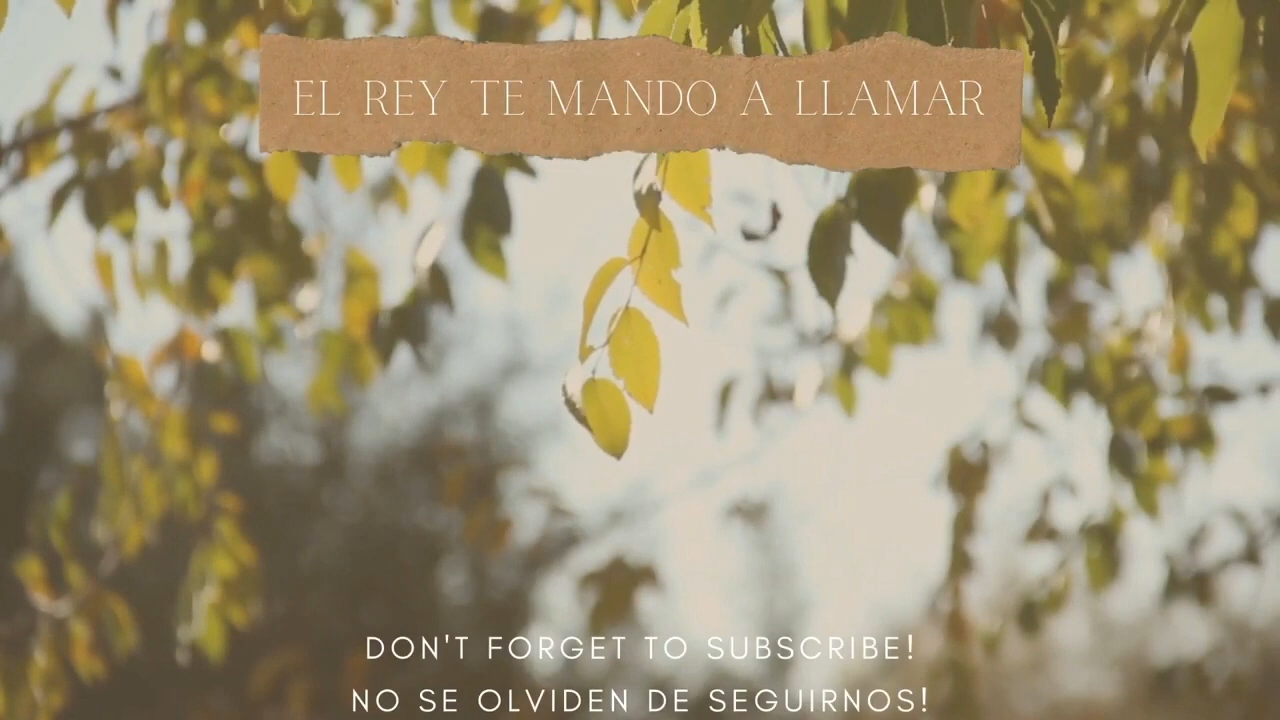 EL REY TE MANDO A LLAMAR
DON'T FORGET TO SUBSCRIBE!
NO SE OLVIDEN DE SEGUIRNOS!